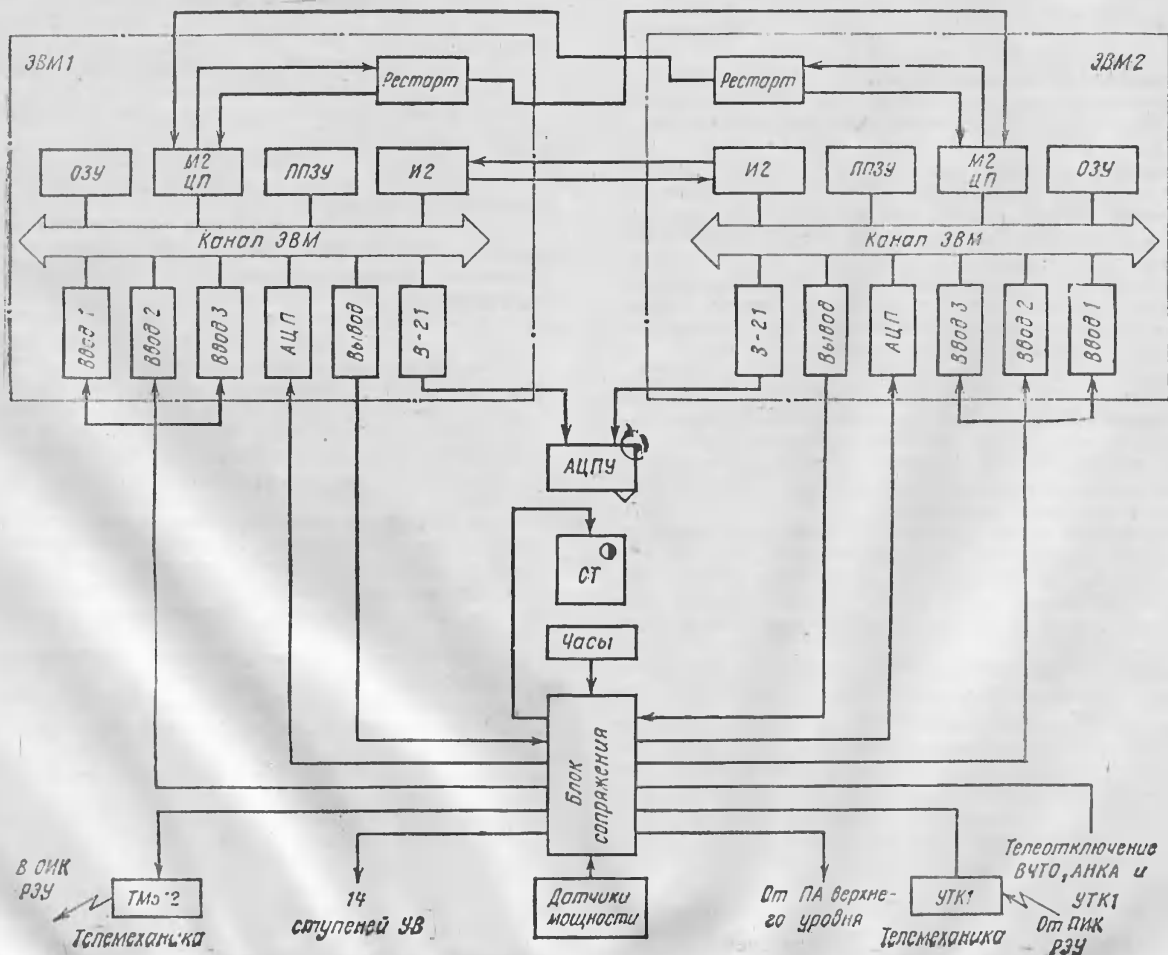 ЭВМ1
Рестарт
Рестарт
ЭВМ2
ОЗУ
М2
ЦП
ППЗУ
И2
И2
ППЗУ
М2
ЦП
ОЗУ
Канал ЭВМ
Канал ЭВМ
Ввод 1
Ввод 2
Ввод 3
АЦП
Вывод
В-21
З-21
Вывод
АЦП
Ввод 3
Ввод 2
Ввод 1
АЦПУ
СТ
Часы
Блок
сопряжения
В ОИК
РЭУ
Телемеханика
14
ступеней УВ
Датчики
мощности
От ПА верхне-
го уровня
УТК1
Телемеханика
Телеотключение
ВЧТО, АНКА и
УТК1
От ПИК
РЭУ